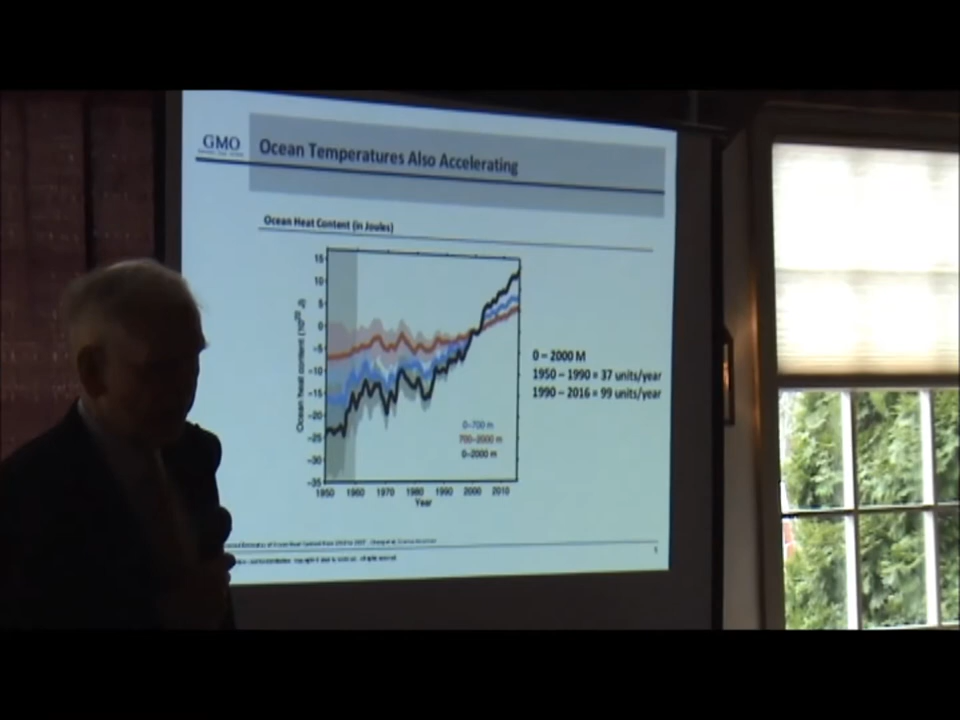 GMO
Ocean Temperatures Also Accelerating
Ocean Heat Content (in Joules)
15
10
5
0
-5
-10
-15
-20
-25
-30
-35
Ocean heat content (10²² J)
0-700 m
700-2000 m
0-2000 m
1950 1960 1970 1980 1990 2000 2010
Year
0 – 2000 M
1950 – 1990 = 37 units/year
1990 – 2016 = 99 units/year